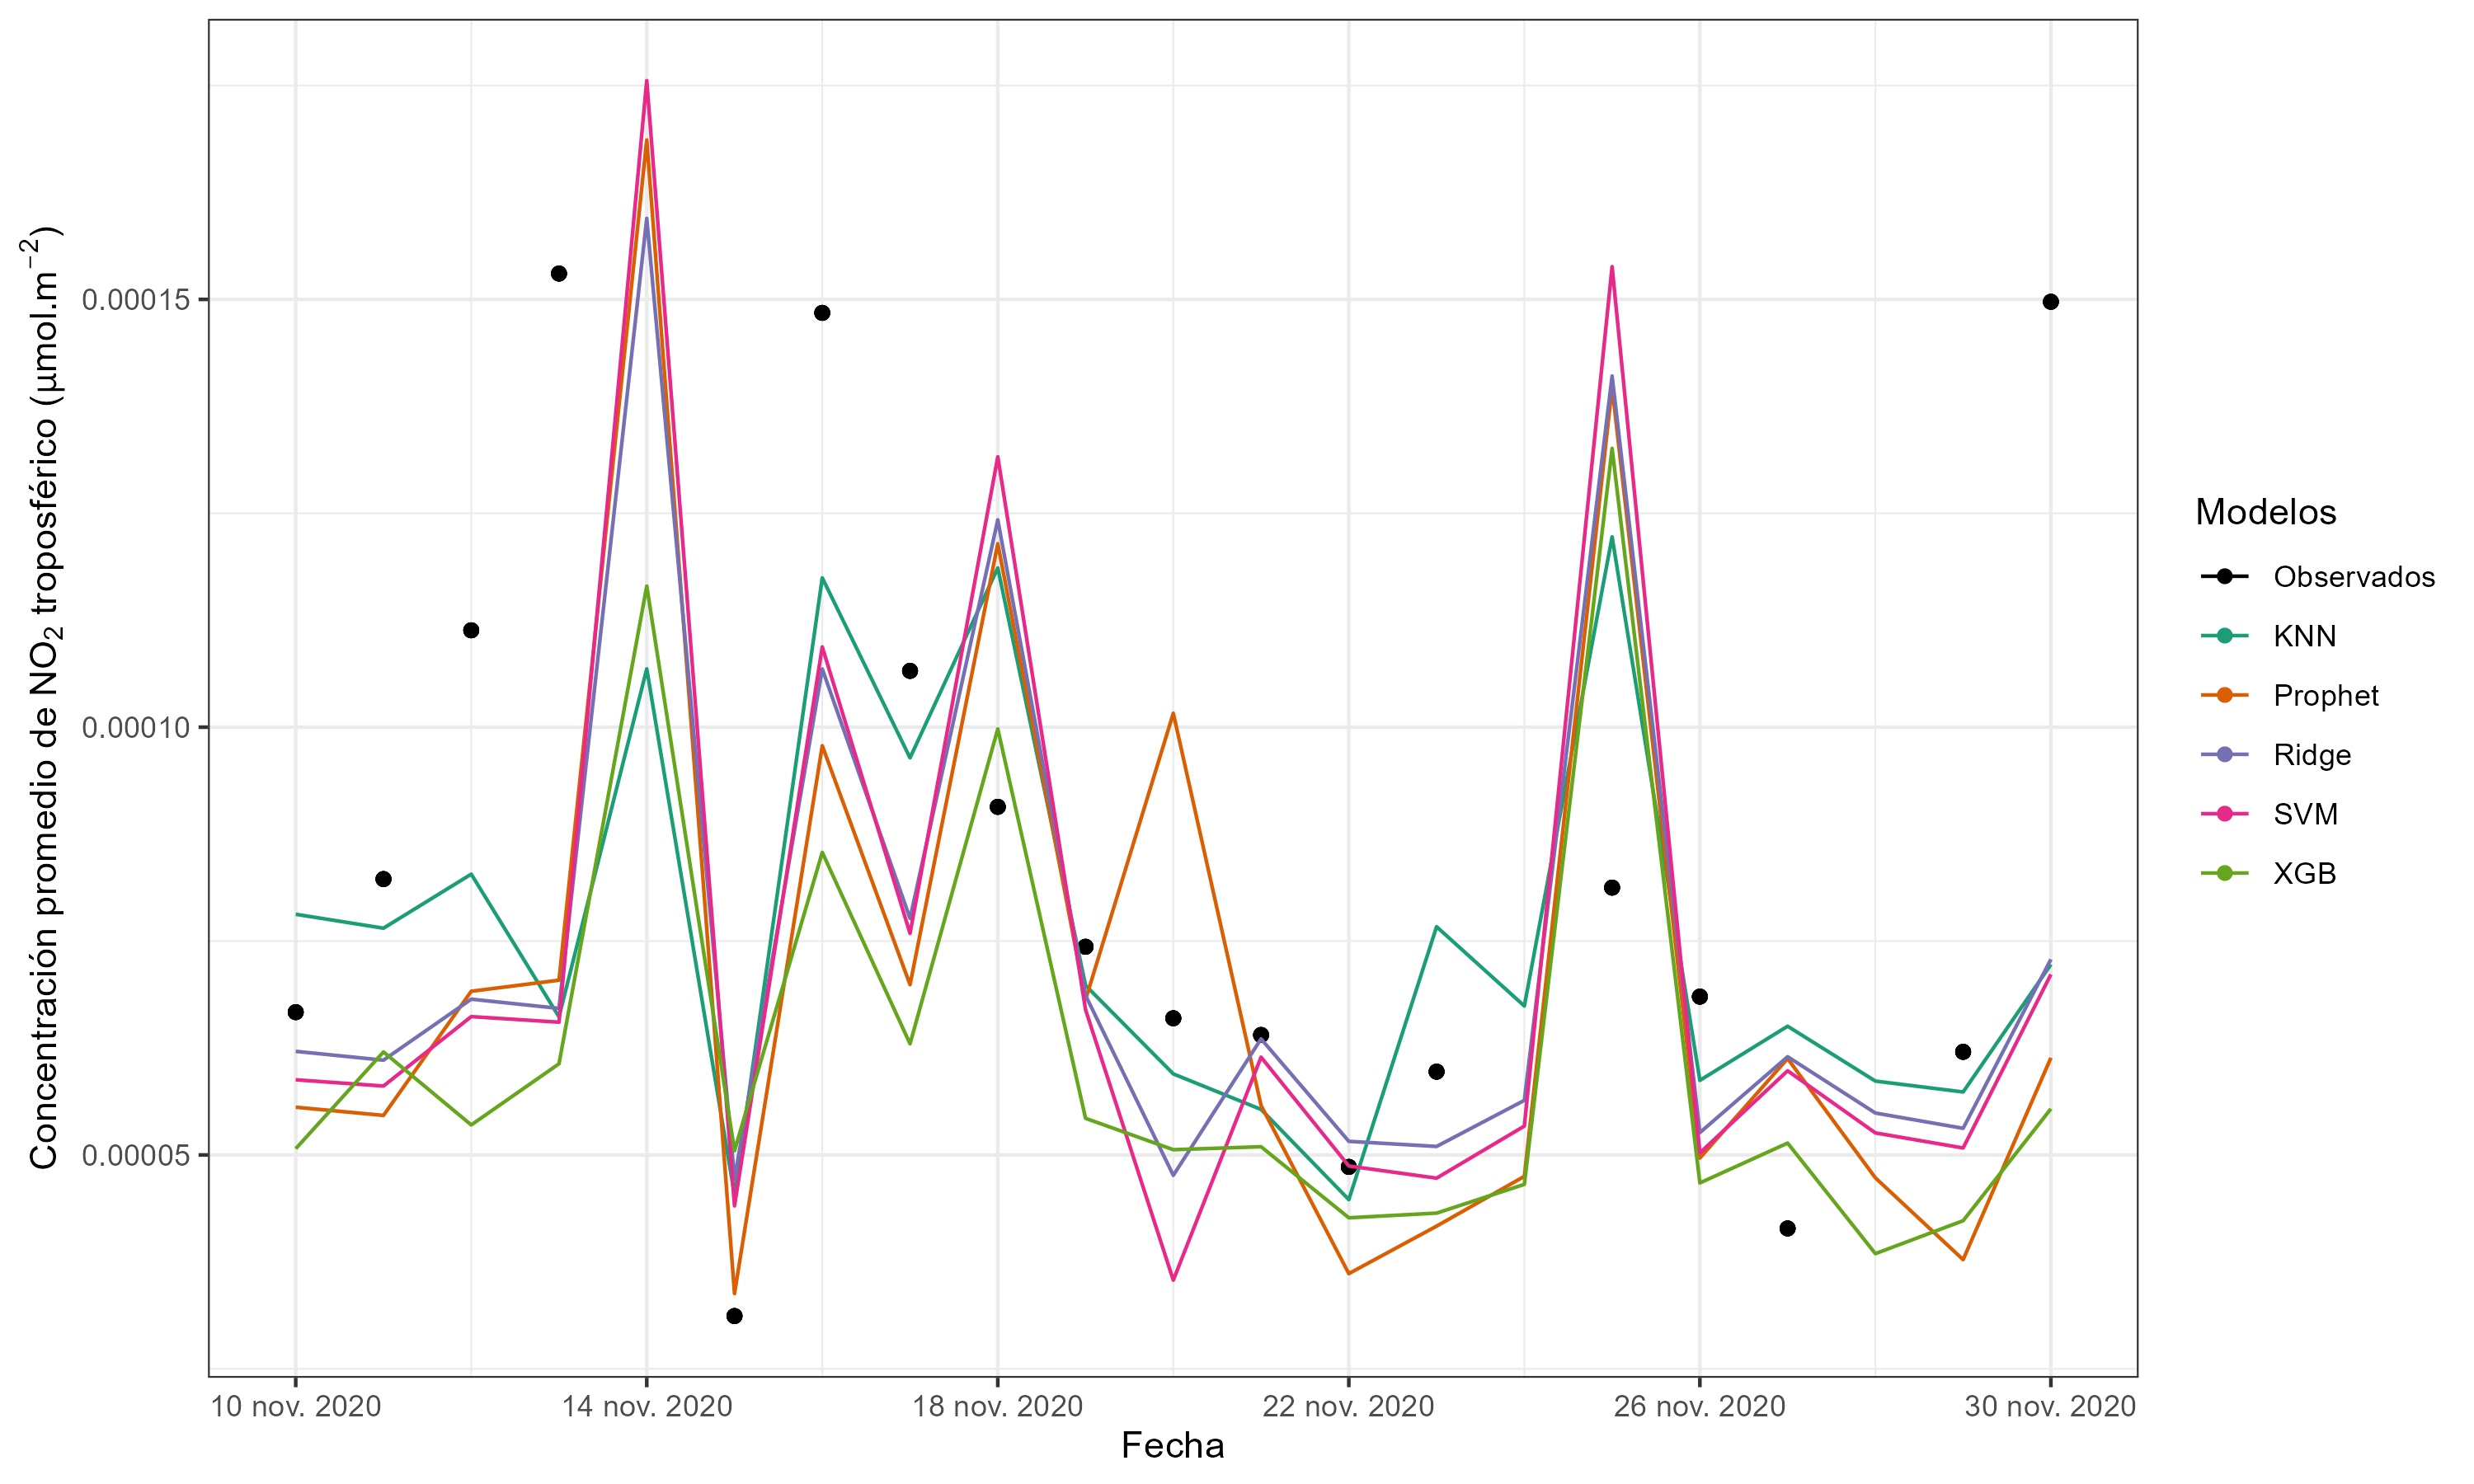 Concentración promedio de NO₂ troposférico (µmol.m⁻²)
0.00015
0.00010
0.00005
10 nov. 2020
14 nov. 2020
18 nov. 2020
22 nov. 2020
26 nov. 2020
30 nov. 2020
Fecha
Modelos
Observados
KNN
Prophet
Ridge
SVM
XGB